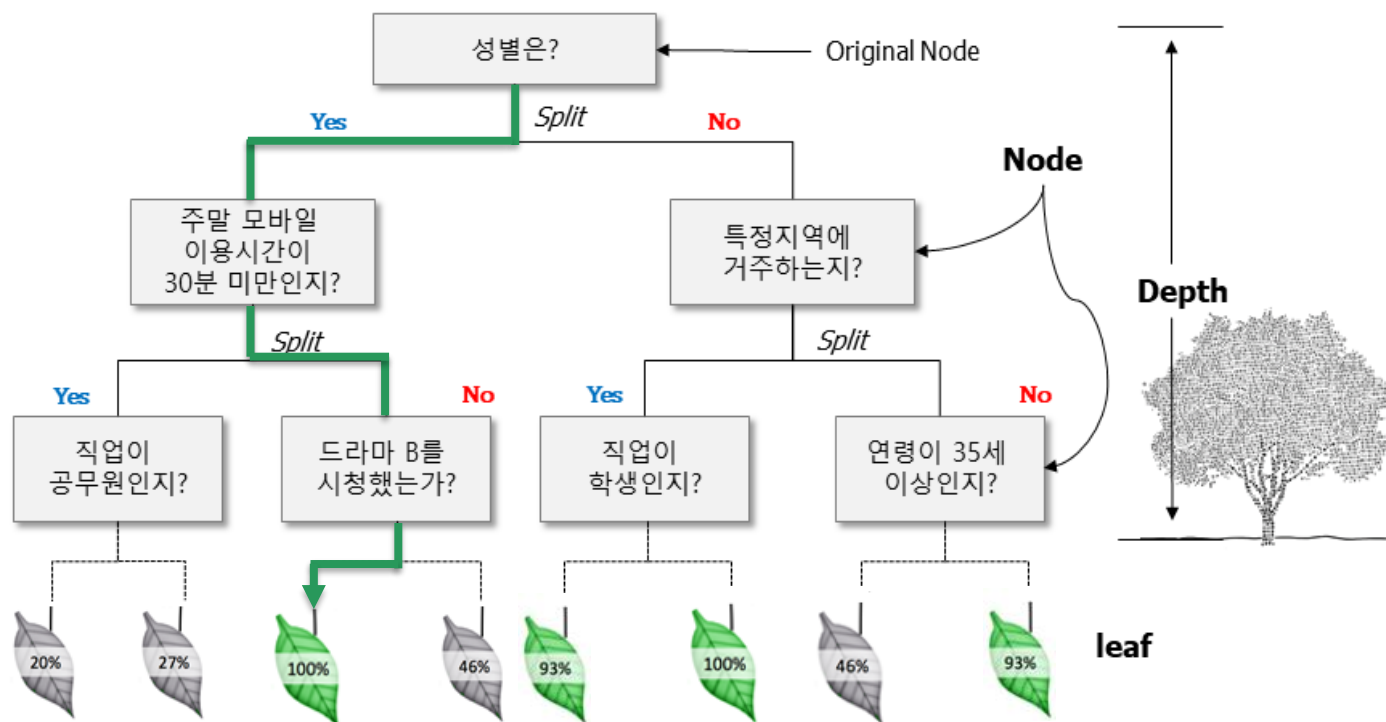 성별은?
Original Node
Yes
Split
No
Node
주말 모바일
이용시간이
30분 미만인지?
특정지역에
거주하는지?
Depth
Split
Split
Yes
No
Yes
No
직업이
공무원인지?
드라마 B를
시청했는가?
직업이
학생인지?
연령이 35세
이상인지?
20%
27%
100%
46%
93%
100%
46%
93%
leaf